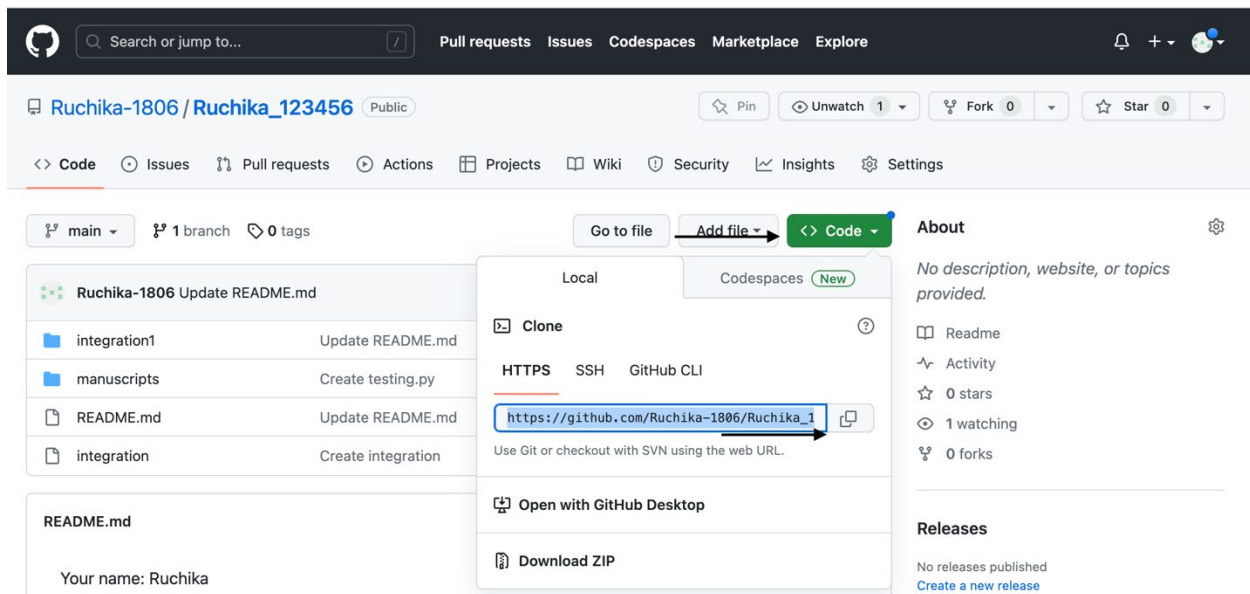 Search or jump to... /
Pull requests Issues Codespaces Marketplace Explore
Ruchika-1806 / Ruchika_123456 Public
Pin Unwatch 1 Fork 0 Star 0
<> Code Issues Pull requests Actions Projects Wiki Security Insights Settings
main 1 branch 0 tags Go to file Add file <> Code
About
No description, website, or topics
provided.
Readme
Activity
0 stars
1 watching
0 forks
Releases
No releases published
Create a new release
Local Codespaces New
Clone
HTTPS SSH GitHub CLI
https://github.com/Ruchika-1806/Ruchika_1
Use Git or checkout with SVN using the web URL.
Open with GitHub Desktop
Download ZIP
Ruchika-1806 Update README.md
integration1 Update README.md
manuscripts Create testing.py
README.md Update README.md
integration Create integration
README.md
Your name: Ruchika